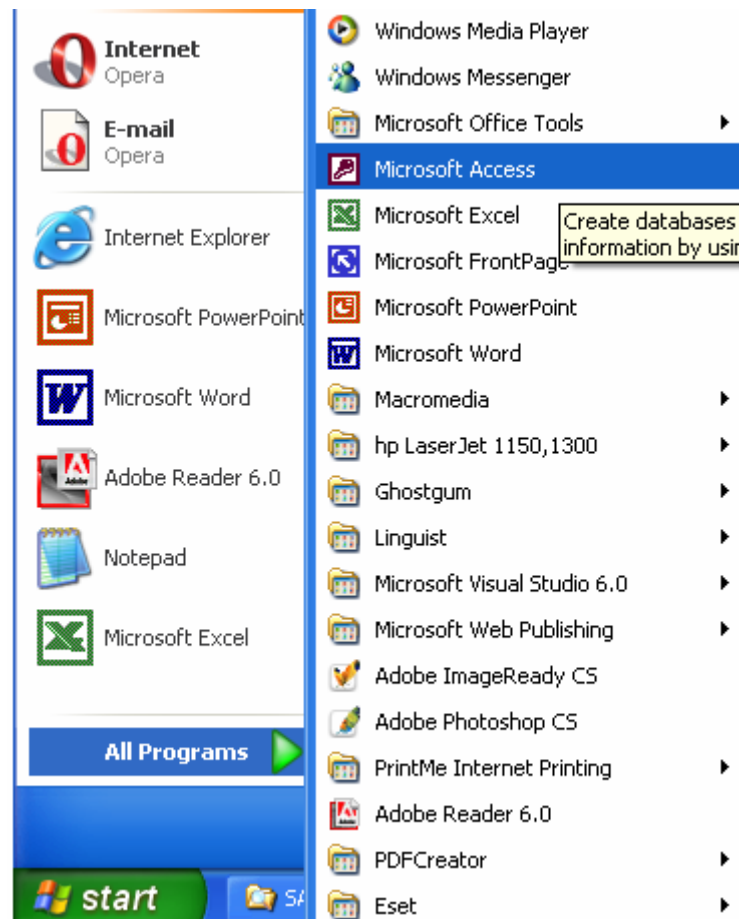 Internet
Opera
E-mail
Opera
Internet Explorer
Microsoft PowerPoint
Microsoft Word
Adobe Reader 6.0
Notepad
Microsoft Excel
All Programs
start
SA
Windows Media Player
Windows Messenger
Microsoft Office Tools
Microsoft Access
Microsoft Excel
Create databases
information by usin
Microsoft FrontPage
Microsoft PowerPoint
Microsoft Word
Macromedia
hp LaserJet 1150,1300
Ghostgum
Linguist
Microsoft Visual Studio 6.0
Microsoft Web Publishing
Adobe ImageReady CS
Adobe Photoshop CS
PrintMe Internet Printing
Adobe Reader 6.0
PDFCreator
Eset